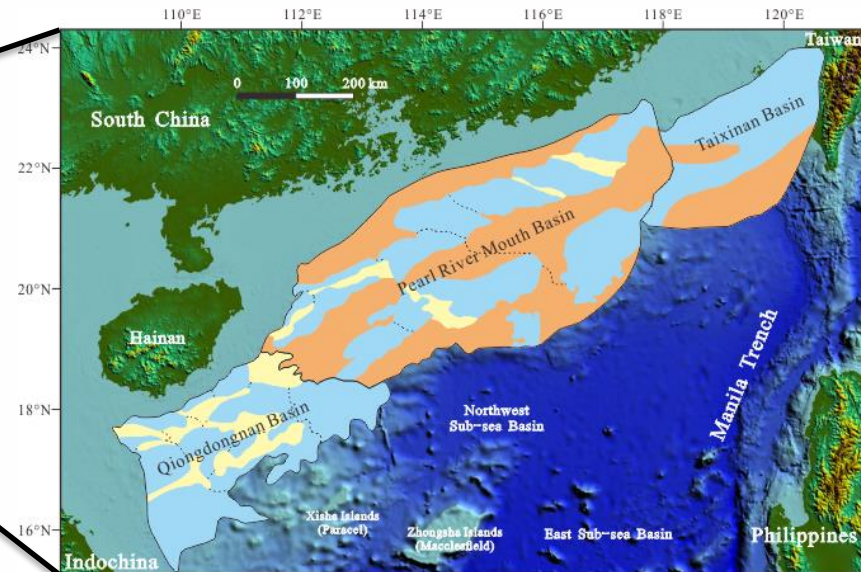 110°E
112°E
114°E
116°E
118°E
120°E
24°N
22°N
20°N
18°N
16°N
Taiwan
0 100 200 km
South China
Taixinan Basin
Pearl River Mouth Basin
Hainan
Qiongdongnan Basin
Manila Trench
Northwest
Sub-sea Basin
Xisha Islands
(Paracel)
Zhongsha Islands
(Macclesfield)
East Sub-sea Basin
Philippines
Indochina